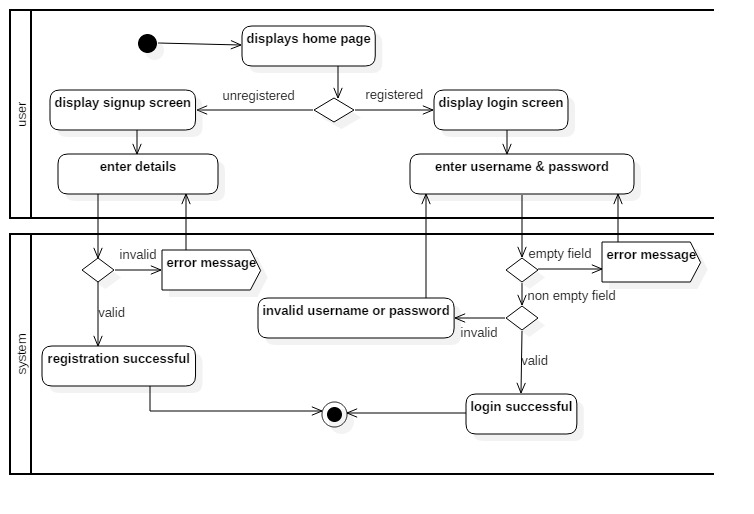 user
displays home page
unregistered
registered
display signup screen
display login screen
enter details
enter username & password
system
invalid
error message
empty field
error message
non empty field
valid
invalid username or password
invalid
registration successful
valid
login successful